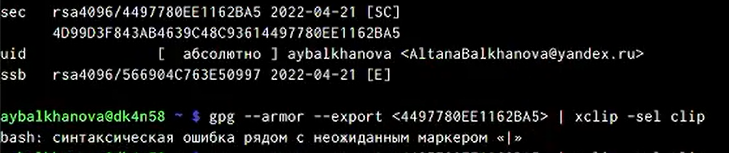 sec   rsa4096/4497780EE1162BA5 2022-04-21 [SC]
      4D99D3F843AB4639C48C93614497780EE1162BA5
uid           [  абсолютно ] aybalkhanova <AltanaBalkhanova@yandex.ru>
ssb   rsa4096/566904C763E50997 2022-04-21 [E]
aybalkhanova@dk4n58 ~ $ gpg --armor --export <4497780EE1162BA5> | xclip -sel clip
bash: синтаксическая ошибка рядом с неожиданным маркером «|»